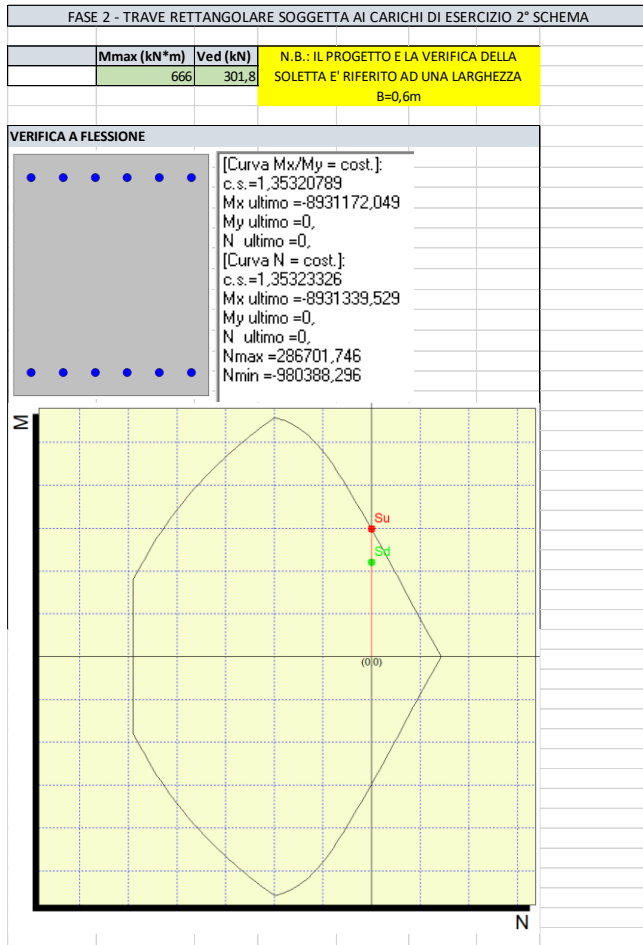 FASE 2 - TRAVE RETTANGOLARE SOGGETTA AI CARICHI DI ESERCIZIO 2° SCHEMA
Mmax (kN*m) Ved (kN)
666 301,8
N.B.: IL PROGETTO E LA VERIFICA DELLA
SOLETTA E' RIFERITO AD UNA LARGHEZZA
B=0,6m
VERIFICA A FLESSIONE
[Curva Mx/My = cost.]:
c.s.=1,35320789
Mx ultimo =-8931172,049
My ultimo =0,
N ultimo =0,
[Curva N = cost.]:
c.s.=1,35323326
Mx ultimo =-8931339,529
My ultimo =0,
N ultimo =0,
Nmax =286701,746
Nmin =-980388,296
M
Su
Sd
(0 0)
N